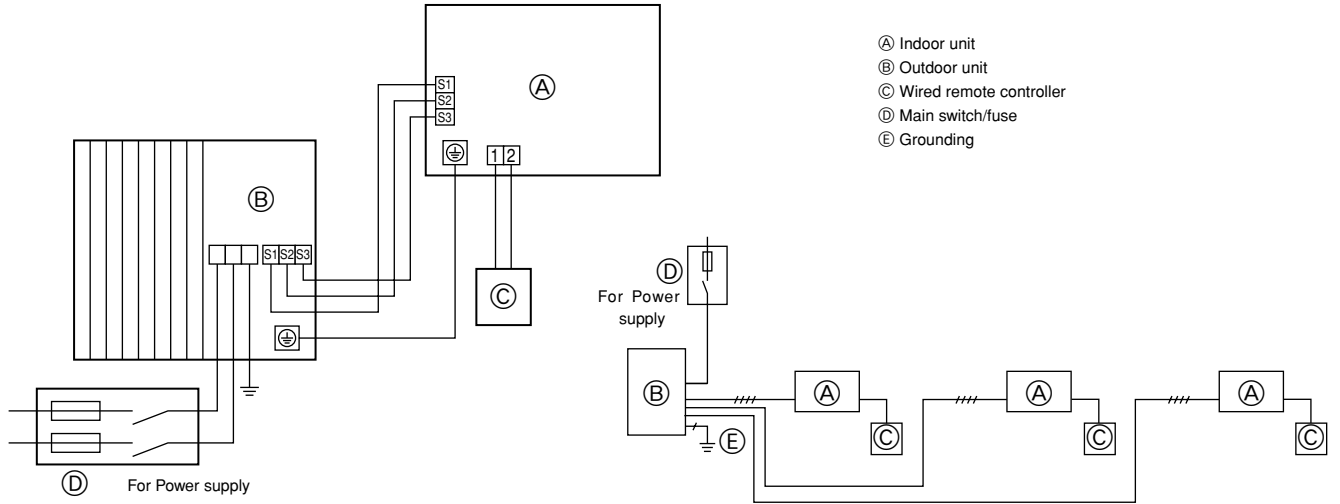 S1
S2
S3
Ⓐ
1 2
Ⓑ
S1 S2 S3
Ⓒ
Ⓓ For Power supply
Ⓐ Indoor unit
Ⓑ Outdoor unit
Ⓒ Wired remote controller
Ⓓ Main switch/fuse
Ⓔ Grounding
Ⓓ
For Power
supply
Ⓑ Ⓐ Ⓐ Ⓐ
Ⓔ Ⓒ Ⓒ Ⓒ